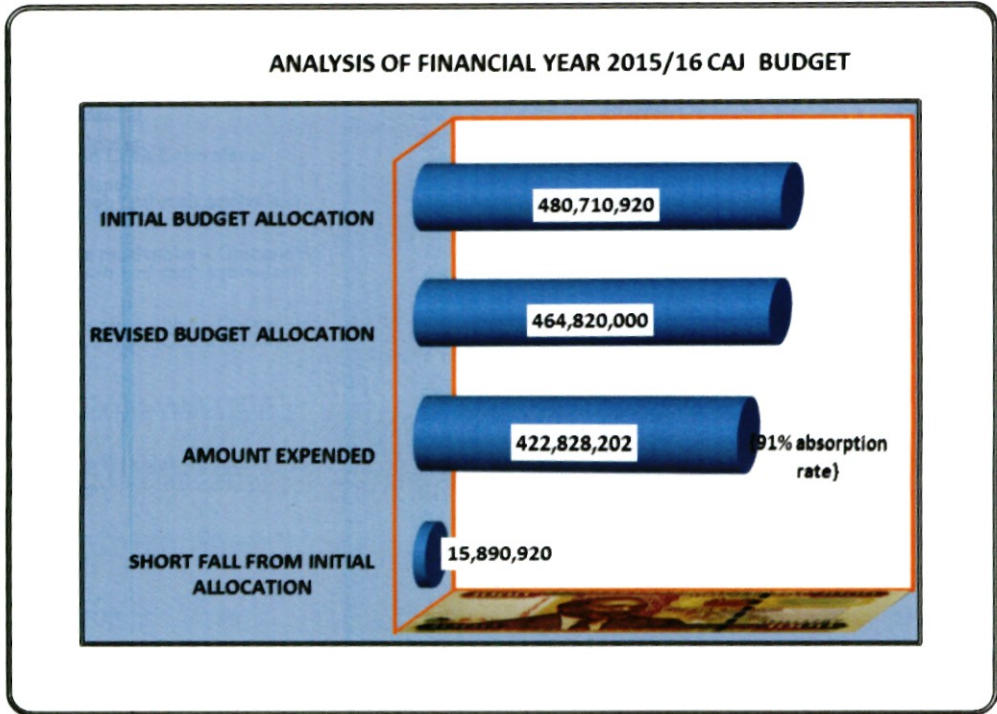 ANALYSIS OF FINANCIAL YEAR 2015/16 CAJ BUDGET
INITIAL BUDGET ALLOCATION
480,710,920
REVISED BUDGET ALLOCATION
464,820,000
AMOUNT EXPENDED
422,828,202
{91% absorption
rate}
SHORT FALL FROM INITIAL
ALLOCATION
15,890,920